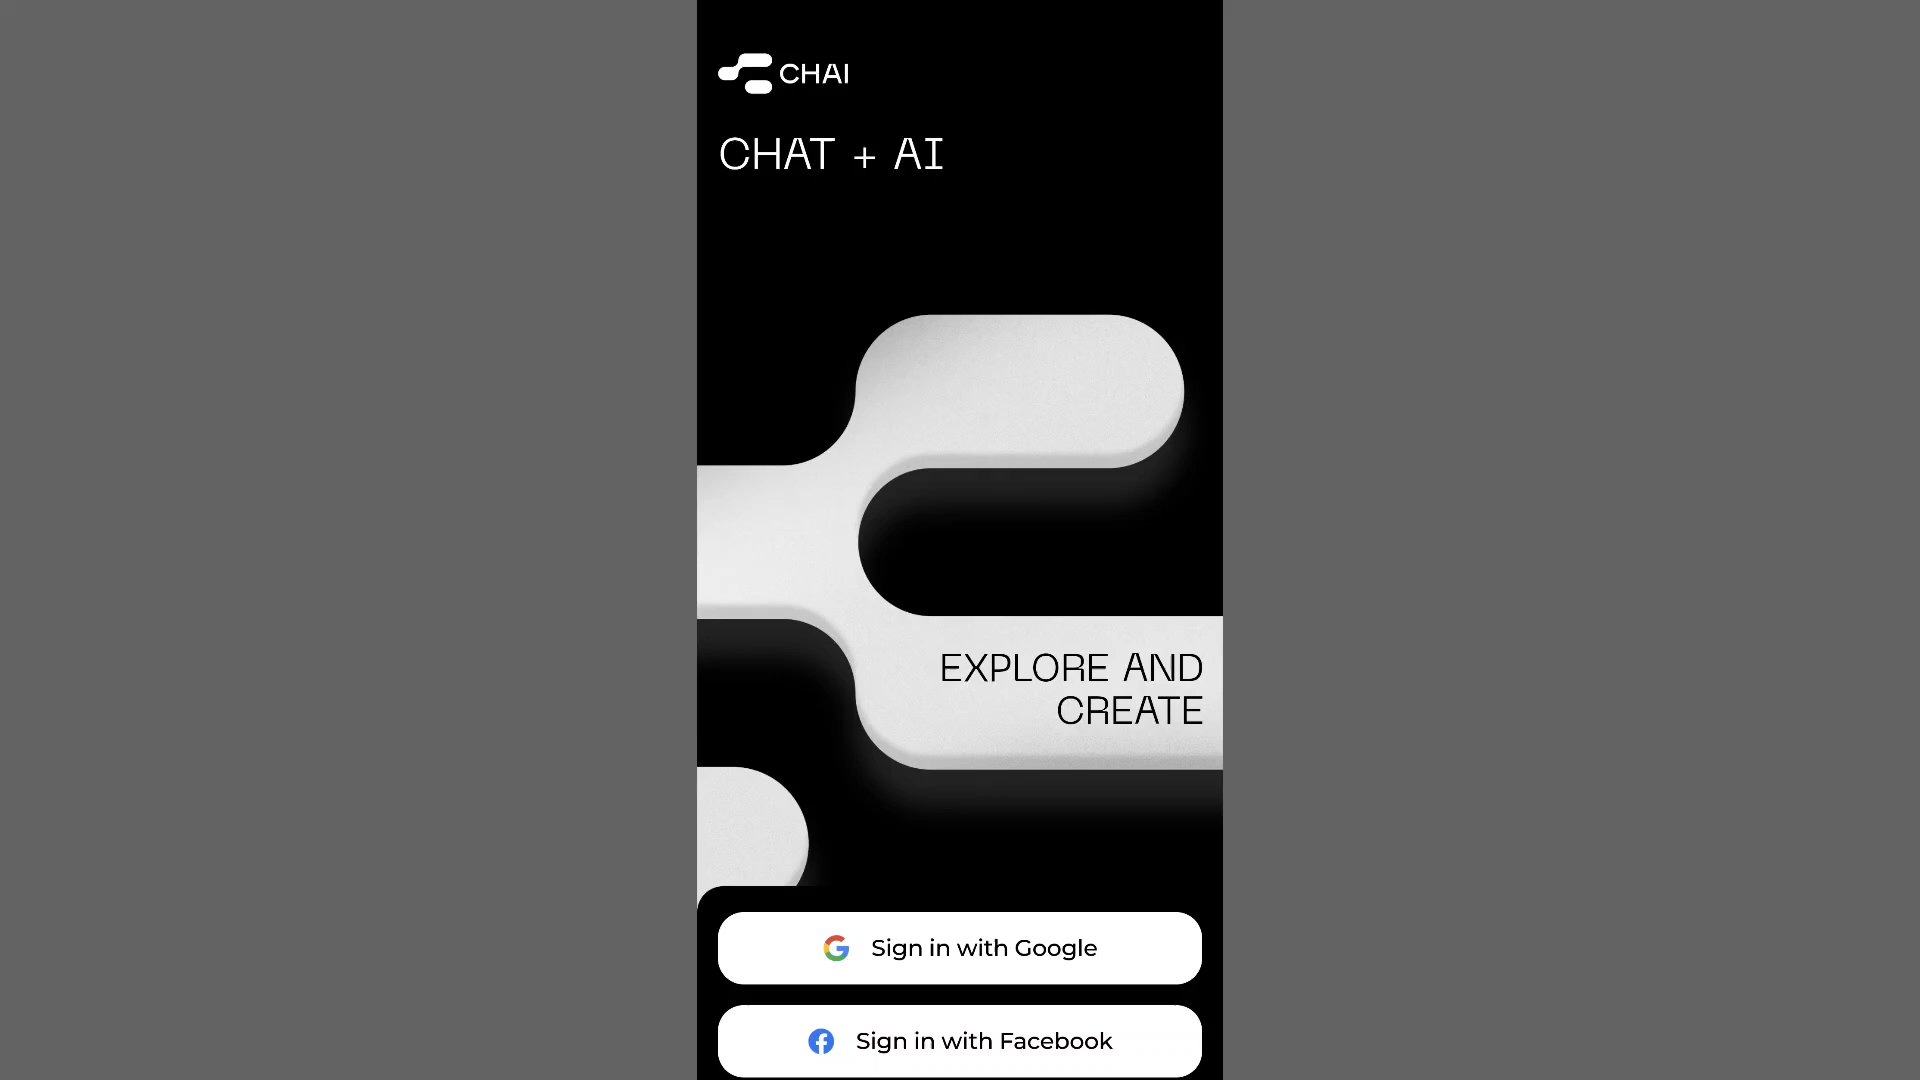 CHAI
CHAT + AI
EXPLORE AND
CREATE
Sign in with Google
Sign in with Facebook